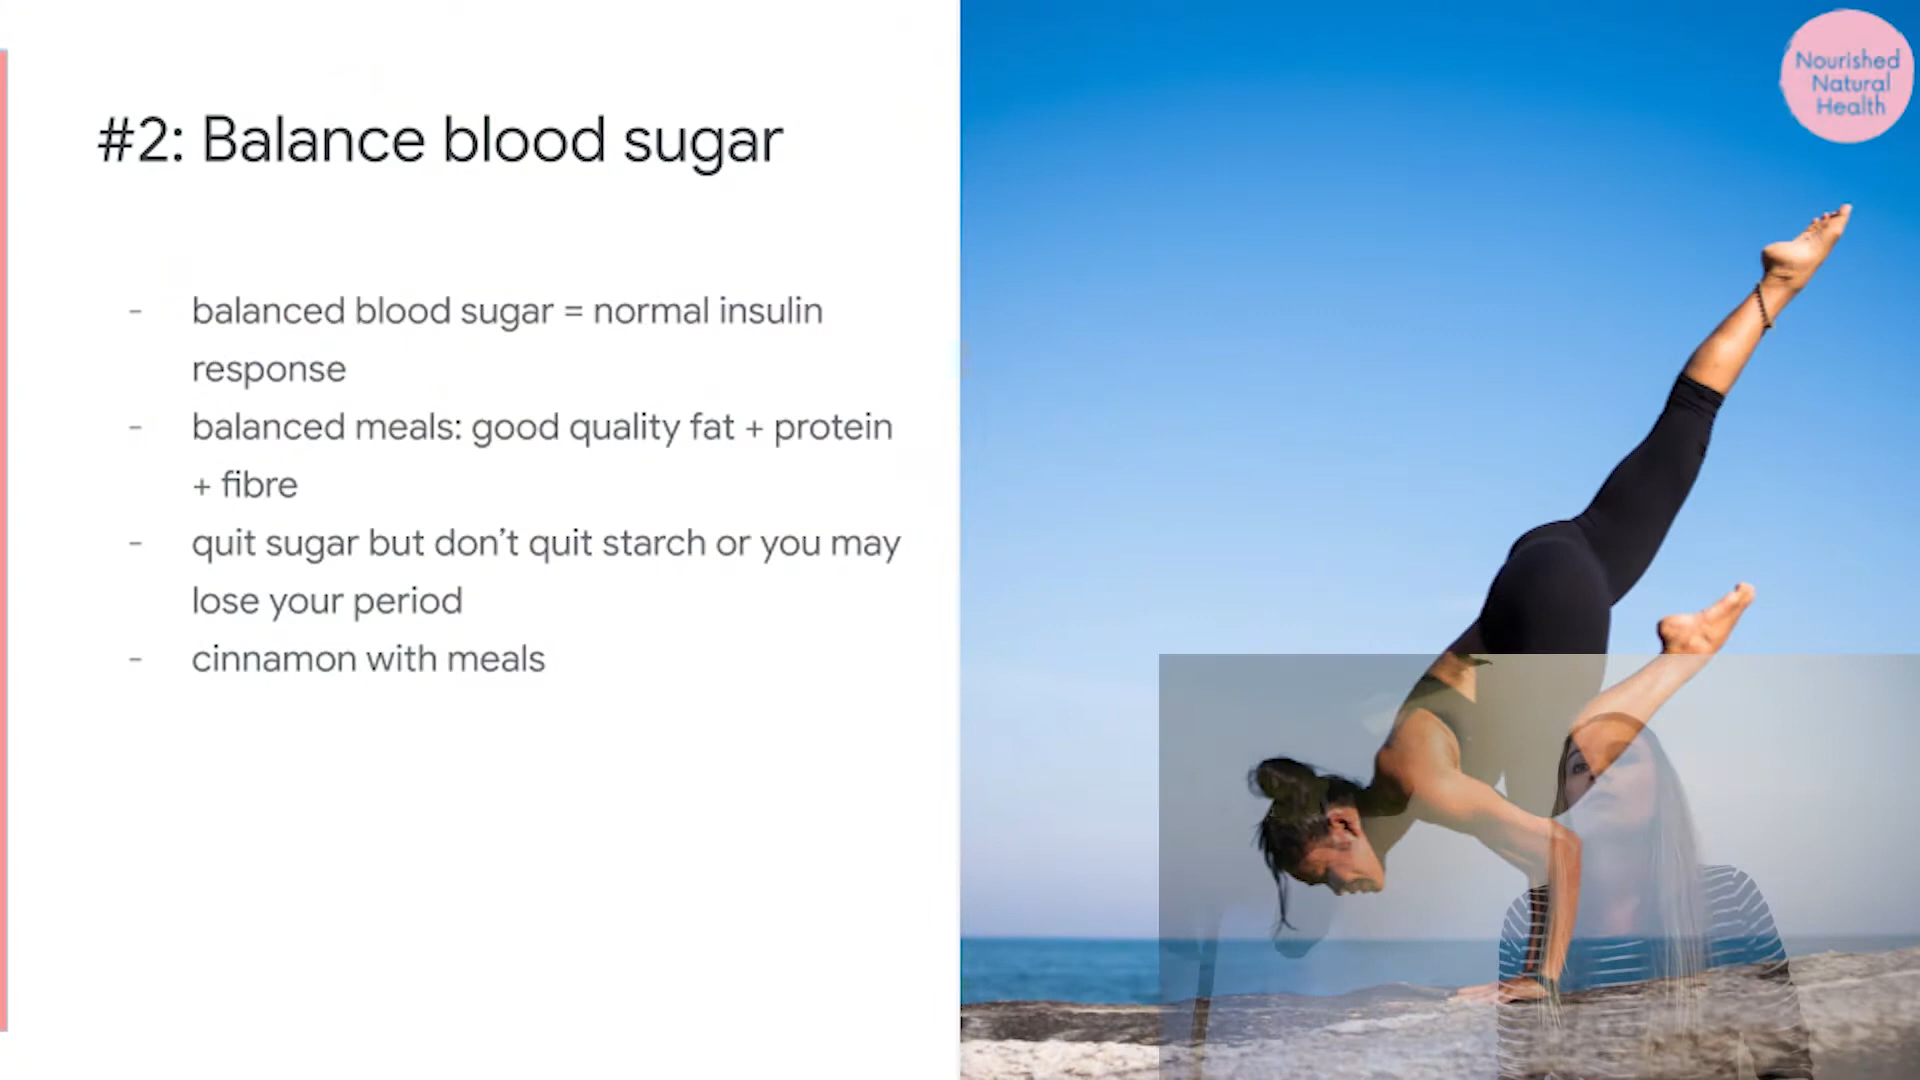 #2: Balance blood sugar
- balanced blood sugar = normal insulin
response
- balanced meals: good quality fat + protein
+ fibre
- quit sugar but don’t quit starch or you may
lose your period
- cinnamon with meals
Nourished
Natural
Health